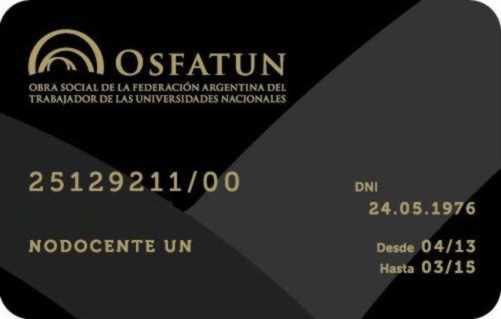 OSFATUN
OBRA SOCIAL DE LA FEDERACIÓN ARGENTINA DEL
TRABAJADOR DE LAS UNIVERSIDADES NACIONALES
25129211/00
DNI
24.05.1976
NODOCENTE UN
Desde 04/13
Hasta 03/15